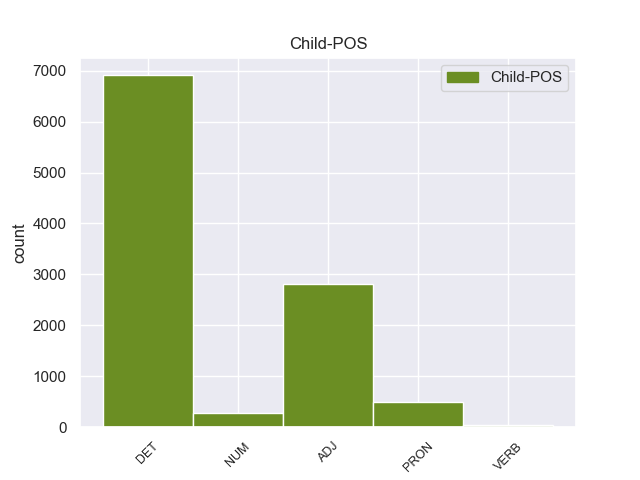 Child-POS
Child-POS
7000
6000
5000
4000
3000
2000
1000
0
count
DET
NUM
ADJ
PRON
VERB